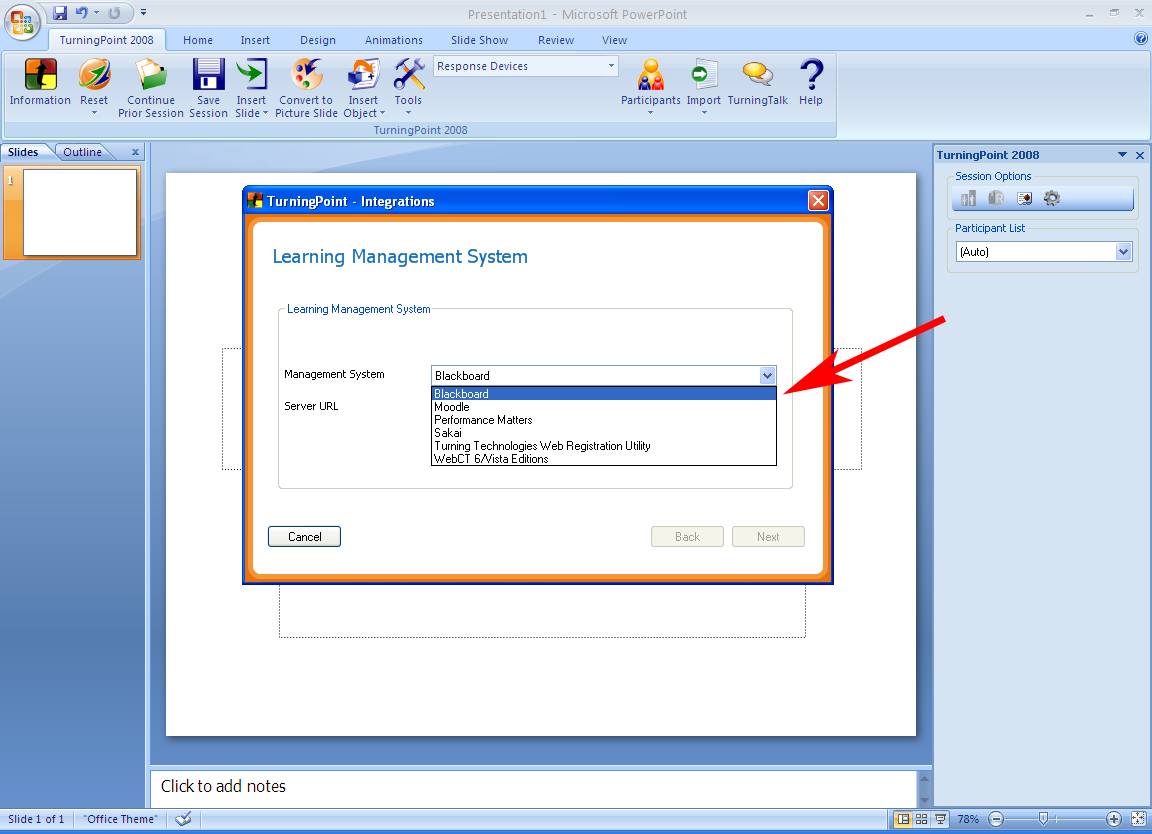 Presentation1 - Microsoft PowerPoint
TurningPoint 2008 Home Insert Design Animations Slide Show Review View
Response Devices
Information Reset Continue Prior Session Save Session Insert Slide Convert to Picture Slide Insert Object Tools Participants Import TurningTalk Help
TurningPoint 2008
Slides Outline x
1
TurningPoint 2008
Session Options
Participant List
(Auto)
TurningPoint - Integrations
Learning Management System
Learning Management System
Management System Blackboard
Blackboard
Server URL
Moodle
Performance Matters
Sakai
Turning Technologies Web Registration Utility
WebCT 6/Vista Editions
Cancel Back Next
Click to add notes
Slide 1 of 1 "Office Theme" 78%